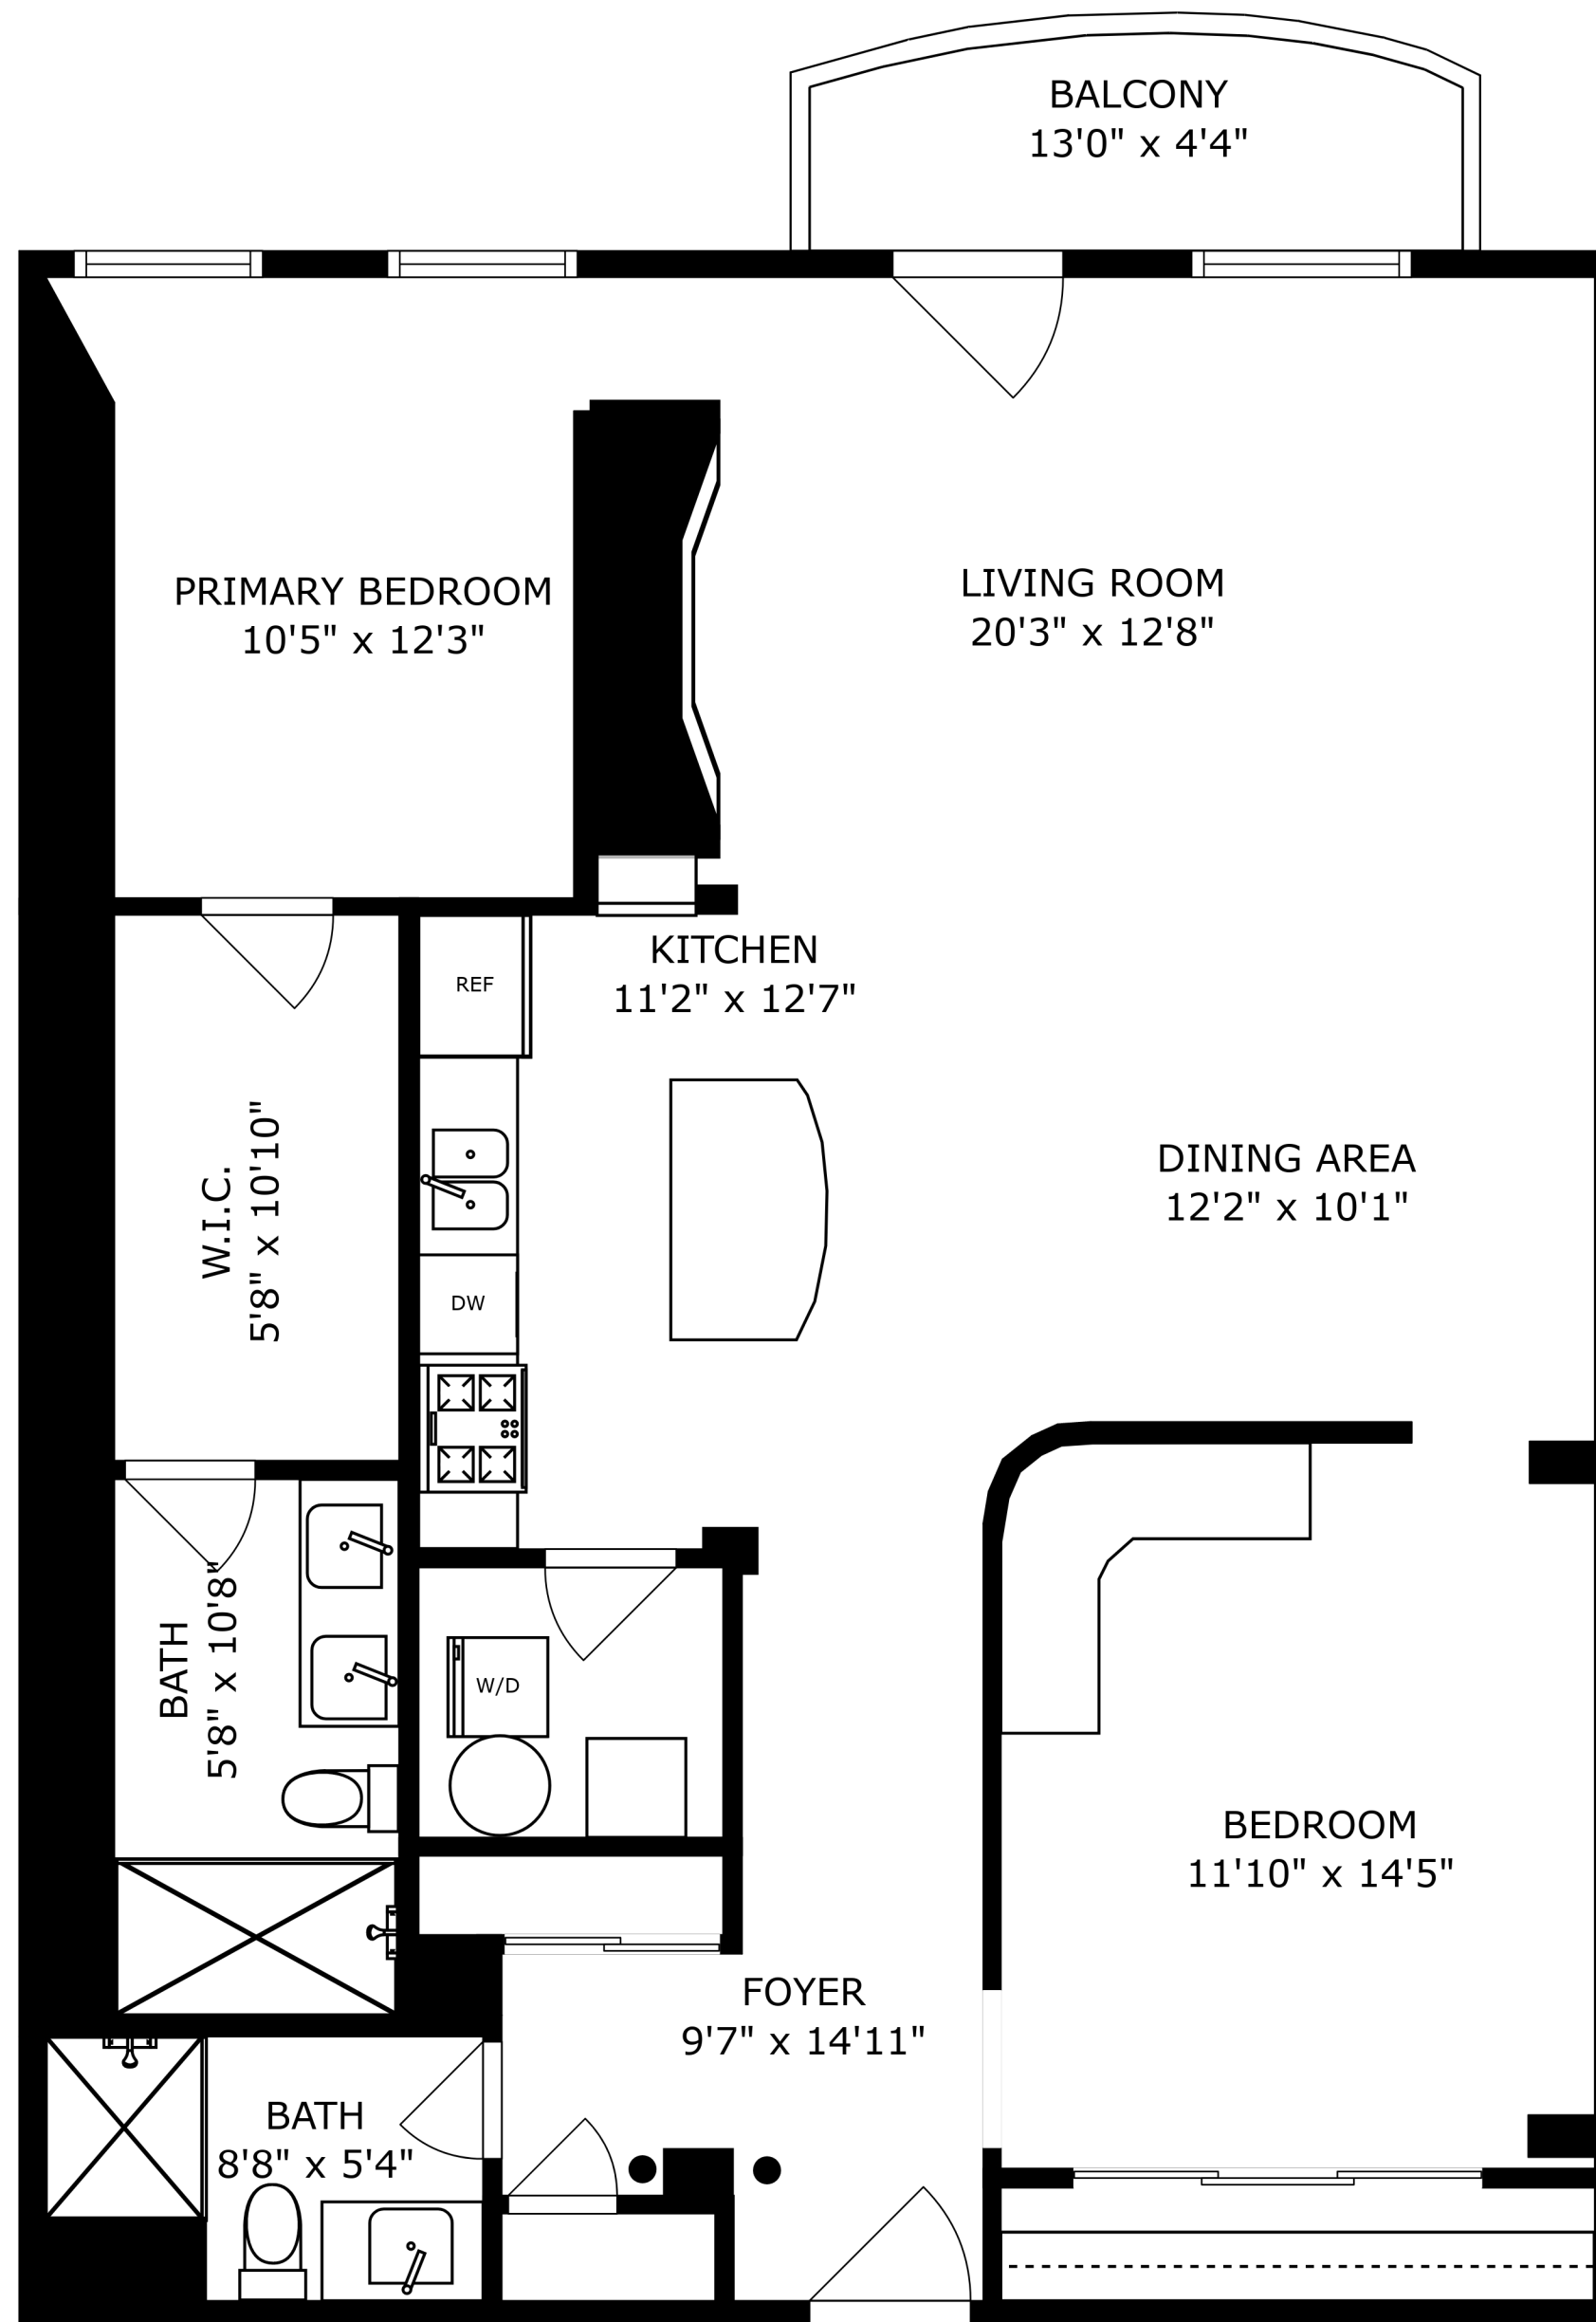 BALCONY
13'0" x 4'4"
PRIMARY BEDROOM
10'5" x 12'3"
LIVING ROOM
20'3" x 12'8"
KITCHEN
11'2" x 12'7"
REF
W.I.C.
5'8" x 10'10"
DINING AREA
12'2" x 10'1"
DW
BATH
5'8" x 10'8"
W/D
BEDROOM
11'10" x 14'5"
FOYER
9'7" x 14'11"
BATH
8'8" x 5'4"